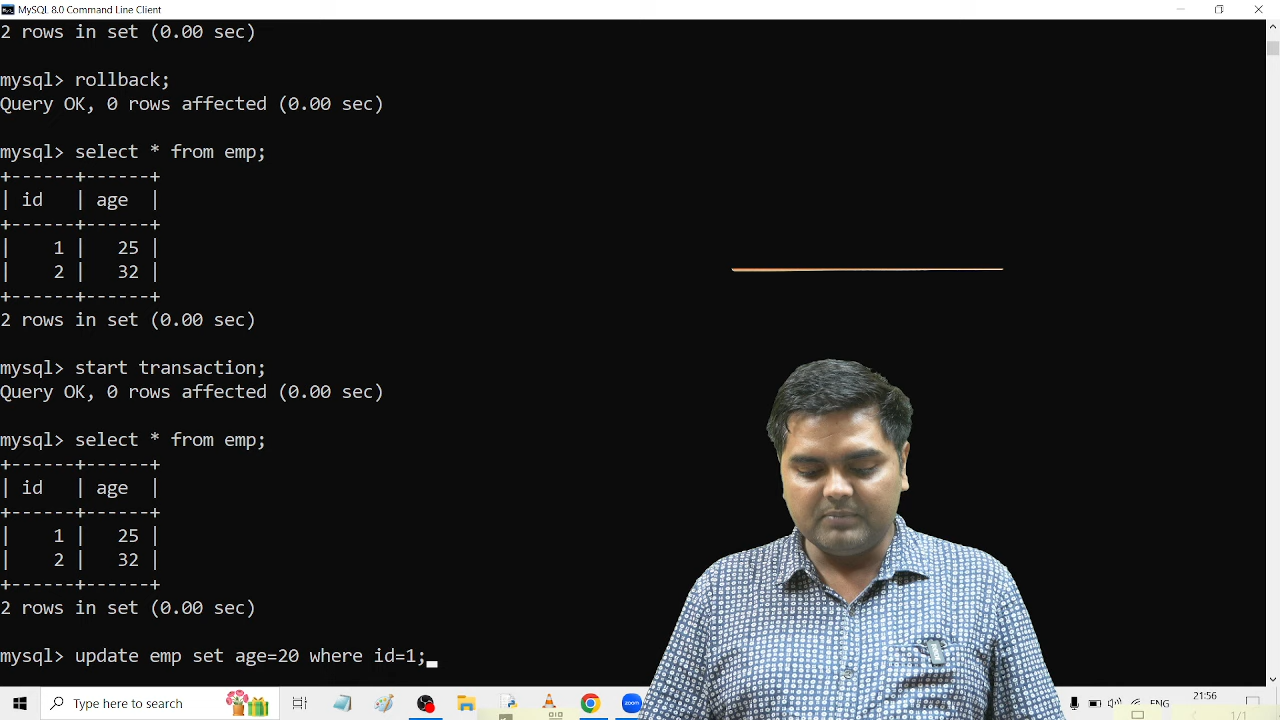 MySQL 8.0 Command Line Client
2 rows in set (0.00 sec)
mysql> rollback;
Query OK, 0 rows affected (0.00 sec)
mysql> select * from emp;
+------+------+
| id   | age  |
+------+------+
|    1 |   25 |
|    2 |   32 |
+------+------+
2 rows in set (0.00 sec)
mysql> start transaction;
Query OK, 0 rows affected (0.00 sec)
mysql> select * from emp;
+------+------+
| id   | age  |
+------+------+
|    1 |   25 |
|    2 |   32 |
+------+------+
2 rows in set (0.00 sec)
mysql> update emp set age=20 where id=1;
Type here to search
zoom
ENG
21:56
1/1